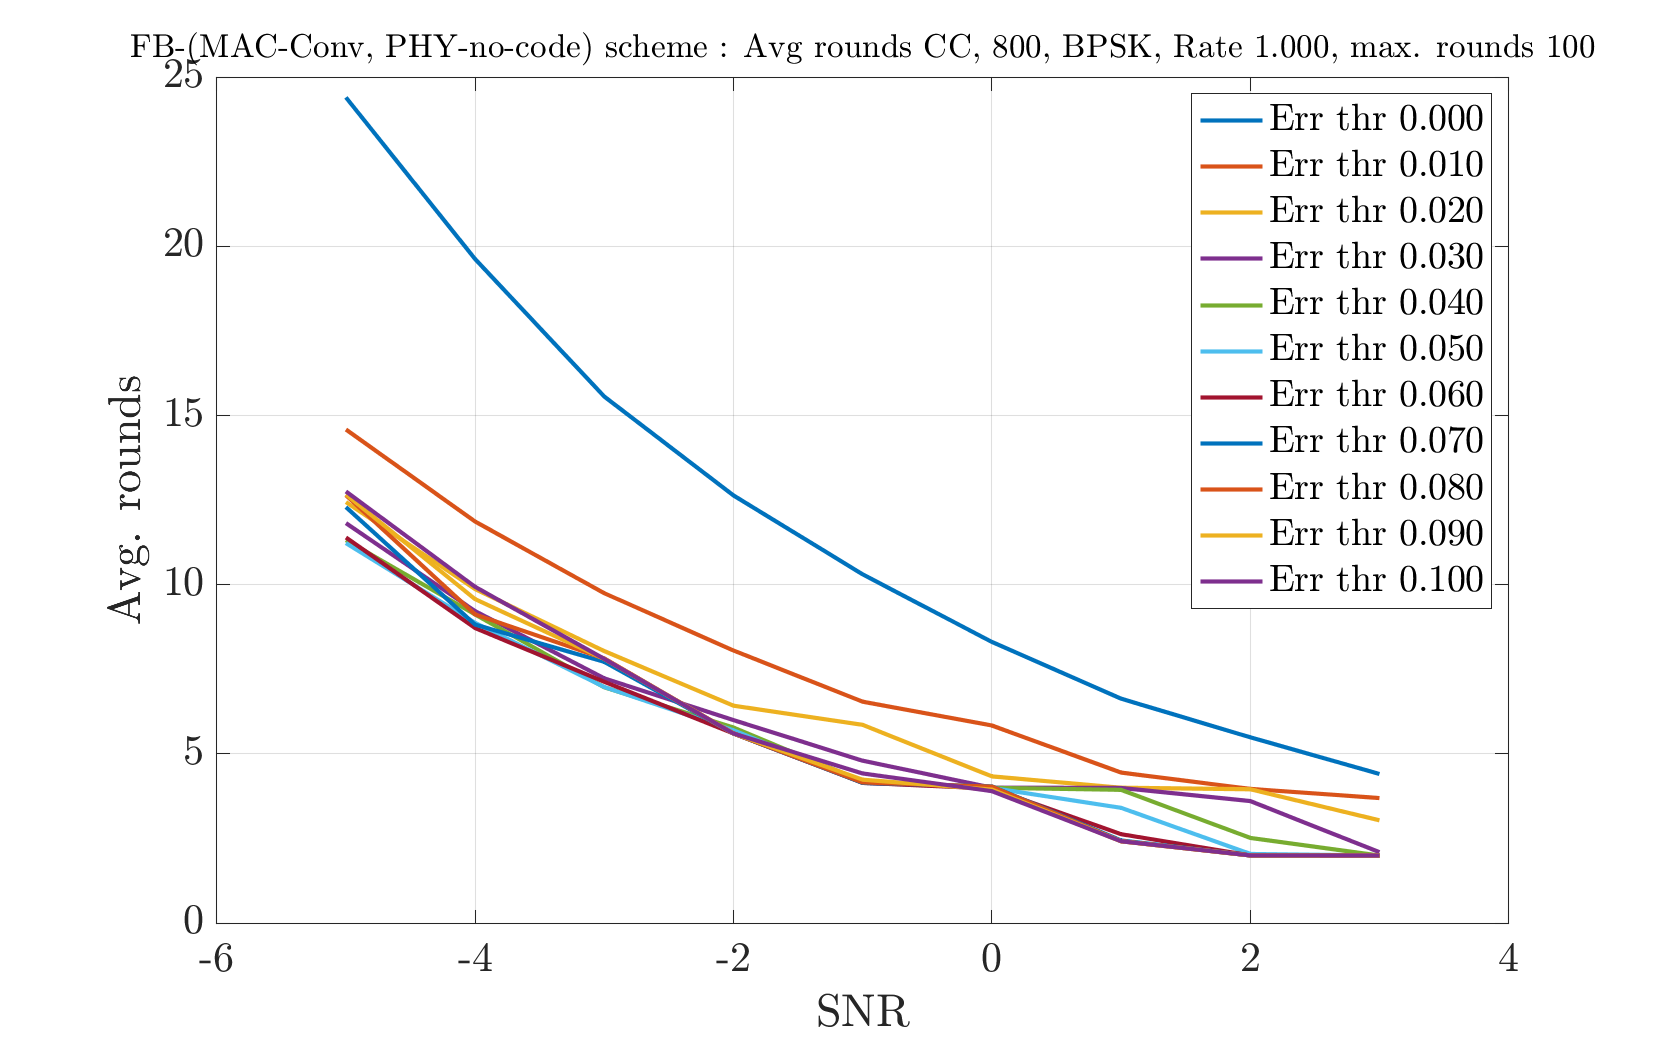 FB-(MAC-Conv, PHY-no-code) scheme : Avg rounds CC, 800, BPSK, Rate 1.000, max. rounds 100
25
20
15
10
5
0
Avg. rounds
Err thr 0.000
Err thr 0.010
Err thr 0.020
Err thr 0.030
Err thr 0.040
Err thr 0.050
Err thr 0.060
Err thr 0.070
Err thr 0.080
Err thr 0.090
Err thr 0.100
-6 -4 -2 0 2 4
SNR